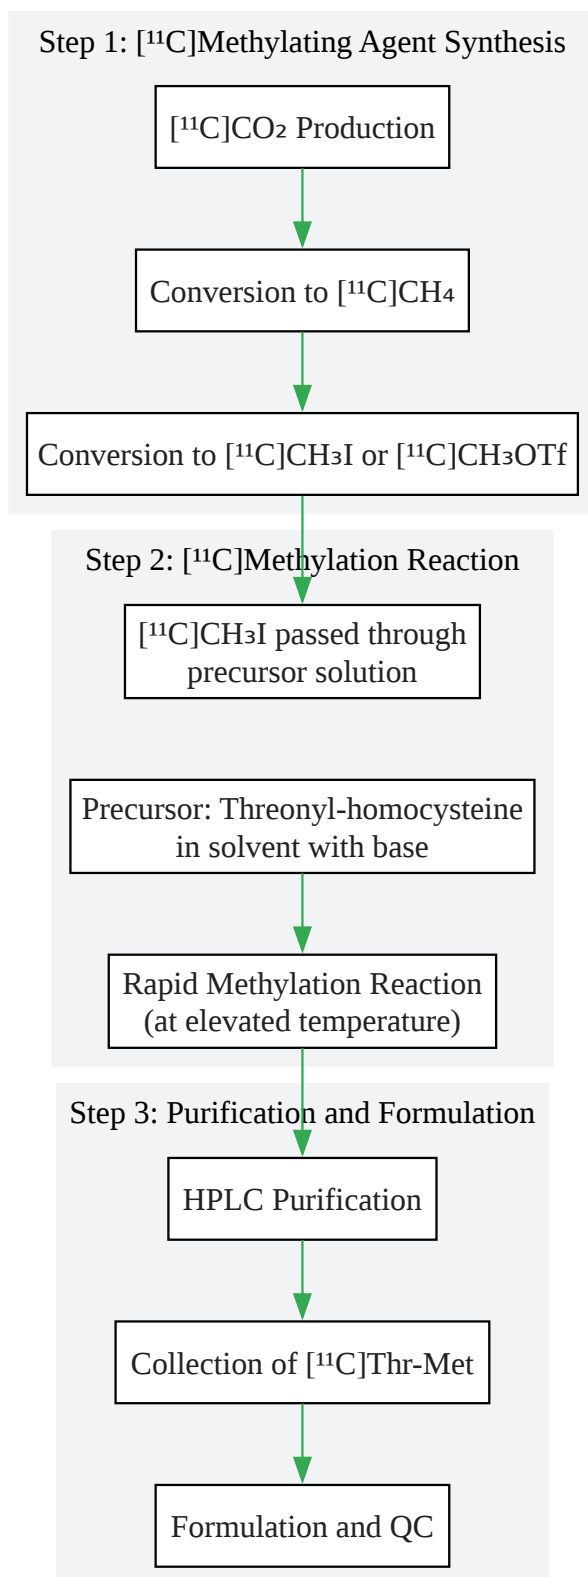 Step 1: [¹¹C]Methylating Agent Synthesis
[¹¹C]CO₂ Production
Conversion to [¹¹C]CH₄
Conversion to [¹¹C]CH₃I or [¹¹C]CH₃OTf
Step 2: [¹¹C]Methylation Reaction
[¹¹C]CH₃I passed through
precursor solution
Precursor: Threonyl-homocysteine
in solvent with base
Rapid Methylation Reaction
(at elevated temperature)
Step 3: Purification and Formulation
HPLC Purification
Collection of [¹¹C]Thr-Met
Formulation and QC